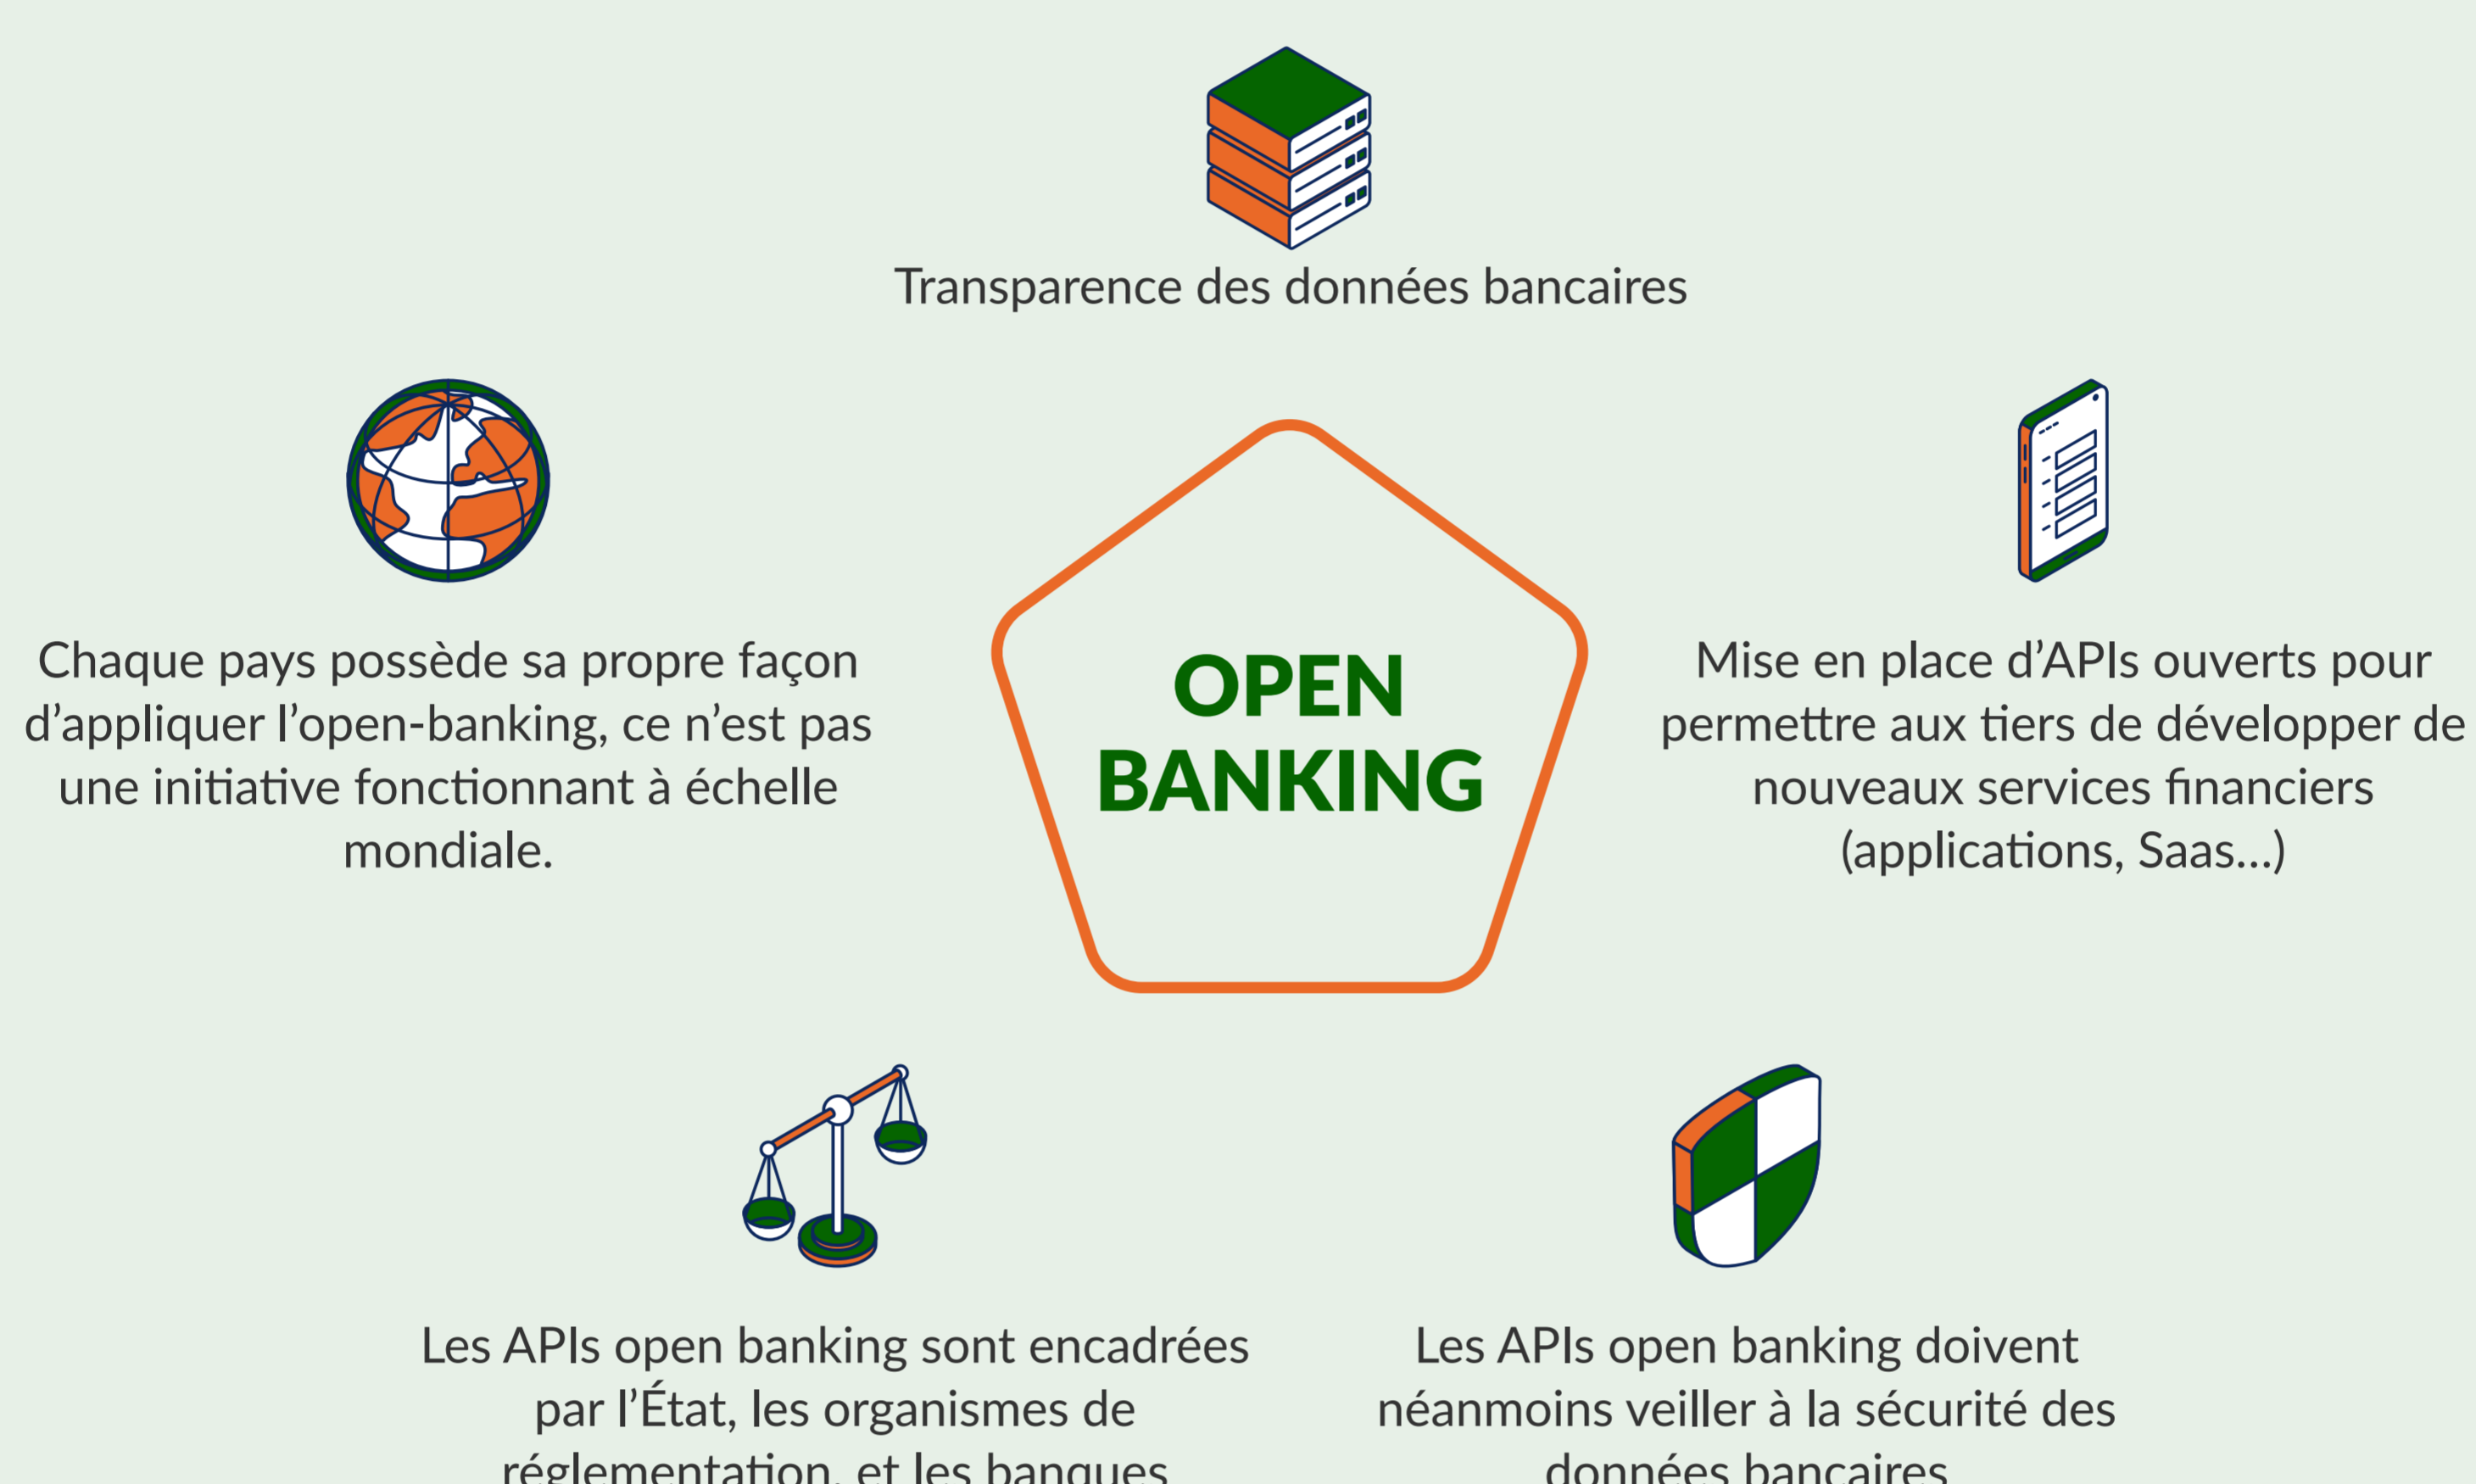 Transparence des données bancaires
Chaque pays possède sa propre façon
d’appliquer l’open-banking, ce n’est pas
une initiative fonctionnant à échelle
mondiale.
OPEN
BANKING
Mise en place d’APIs ouverts pour
permettre aux tiers de développer de
nouveaux services financiers
(applications, Saas...)
Les APIs open banking sont encadrées
par l’État, les organismes de
réglementation, et les banques
Les APIs open banking doivent
néanmoins veiller à la sécurité des
données bancaires